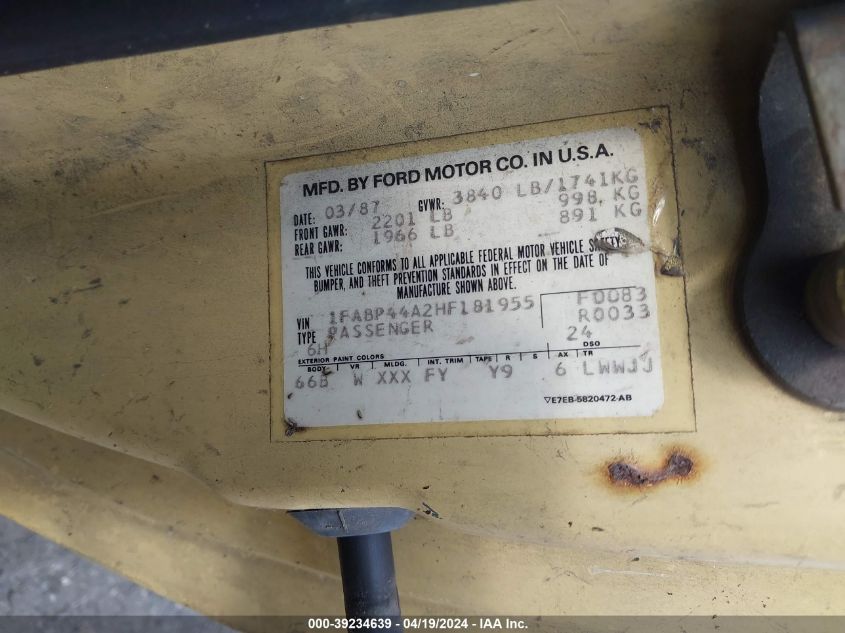 MFD. BY FORD MOTOR CO. IN U.S.A.
DATE: 03/87 GVWR: 3840 LB/1741KG
FRONT GAWR: 2201 LB 998 KG
REAR GAWR: 1966 LB 891 KG
THIS VEHICLE CONFORMS TO ALL APPLICABLE FEDERAL MOTOR VEHICLE SAFETY
BUMPER, AND THEFT PREVENTION STANDARDS IN EFFECT ON THE DATE OF
MANUFACTURE SHOWN ABOVE.
VIN 1FABP44A2HF181955 F0083
TYPE PASSENGER R0033
6H 24
EXTERIOR PAINT COLORS DSO
BODY VR MLDG. INT. TRIM TAPE R S AX TR
66B W XXX FY Y9 6 LWWJJ
▽E7EB-5820472-AB
000-39234639 - 04/19/2024 - IAA Inc.